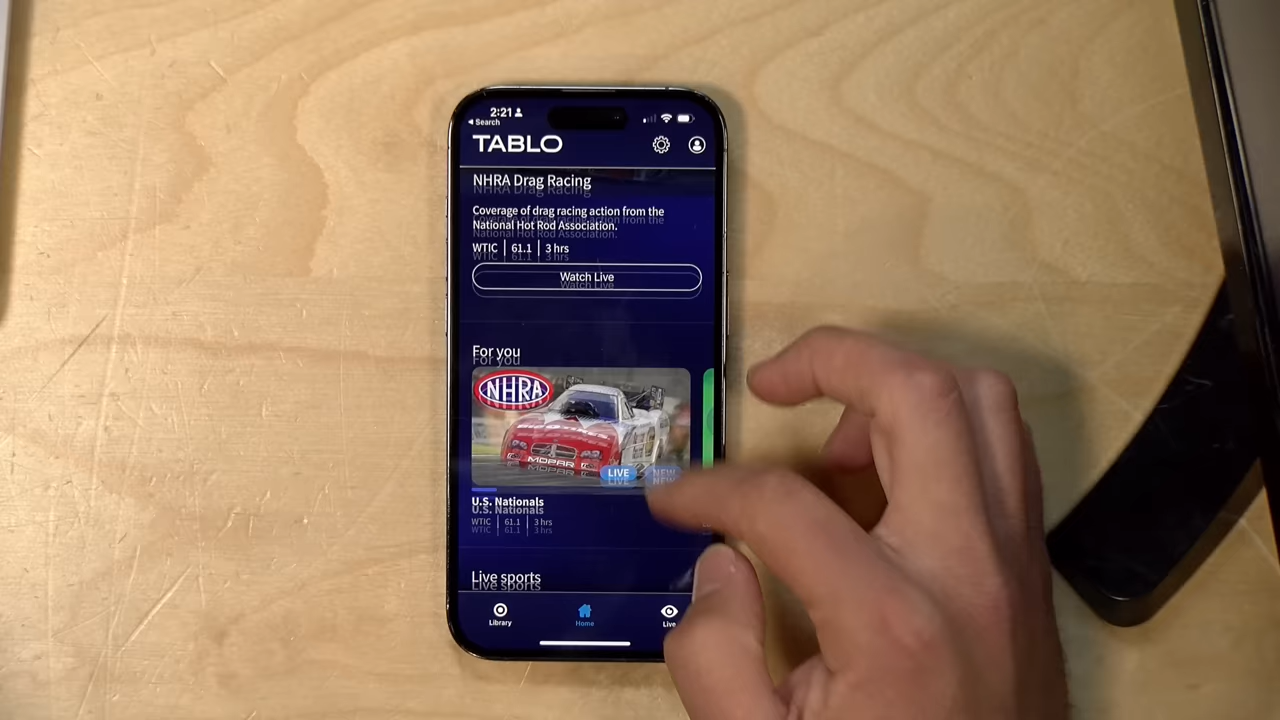 2:21
◀ Search
TABLO
NHRA Drag Racing
Coverage of drag racing action from the
National Hot Rod Association.
WTIC | 61.1 | 3 hrs
Watch Live
For you
NHRA
MOPAR
LIVE NEW
U.S. Nationals
WTIC | 61.1 | 3 hrs
Live sports
Library Home Live